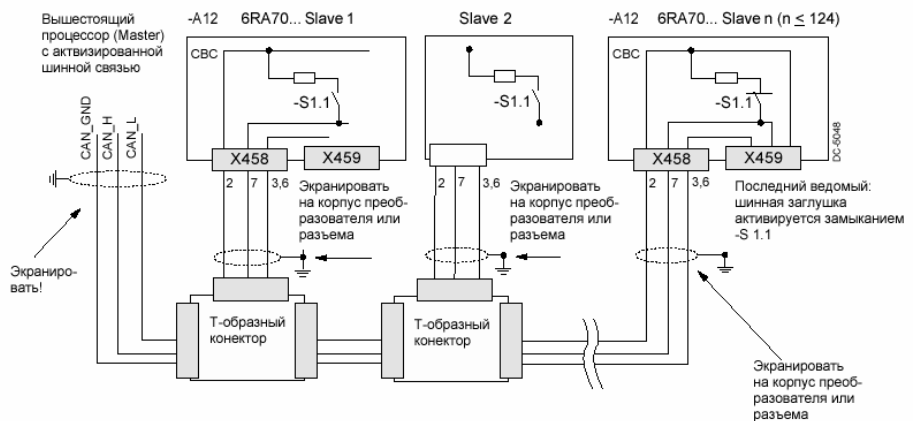 Вышестоящий
процессор (Master)
с актвизированной
шинной связью
CAN_GND
CAN_H
CAN_L
Экраниро-
вать!
-A12 6RA70... Slave 1
CBC
-S1.1
X458 X459
2 7 3,6
Экранировать
на корпус преоб-
разователя или
разъема
Т-образный
конектор
Slave 2
-S1.1
2 7 3,6
Экранировать
на корпус преоб-
разователя или
разъема
Т-образный
конектор
-A12 6RA70... Slave n (n ≤ 124)
CBC
-S1.1
X458 X459
DC-5048
2 7 3,6
Последний ведомый:
шинная заглушка
активируется замыканием
-S 1.1
Экранировать
на корпус преоб-
разователя или
разъема